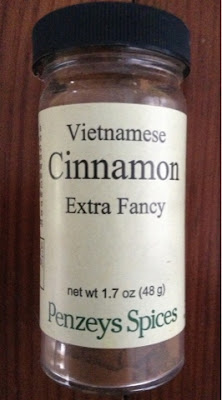 Vietnamese
Cinnamon
Extra Fancy
net wt 1.7 oz (48 g)
Penzeys Spices